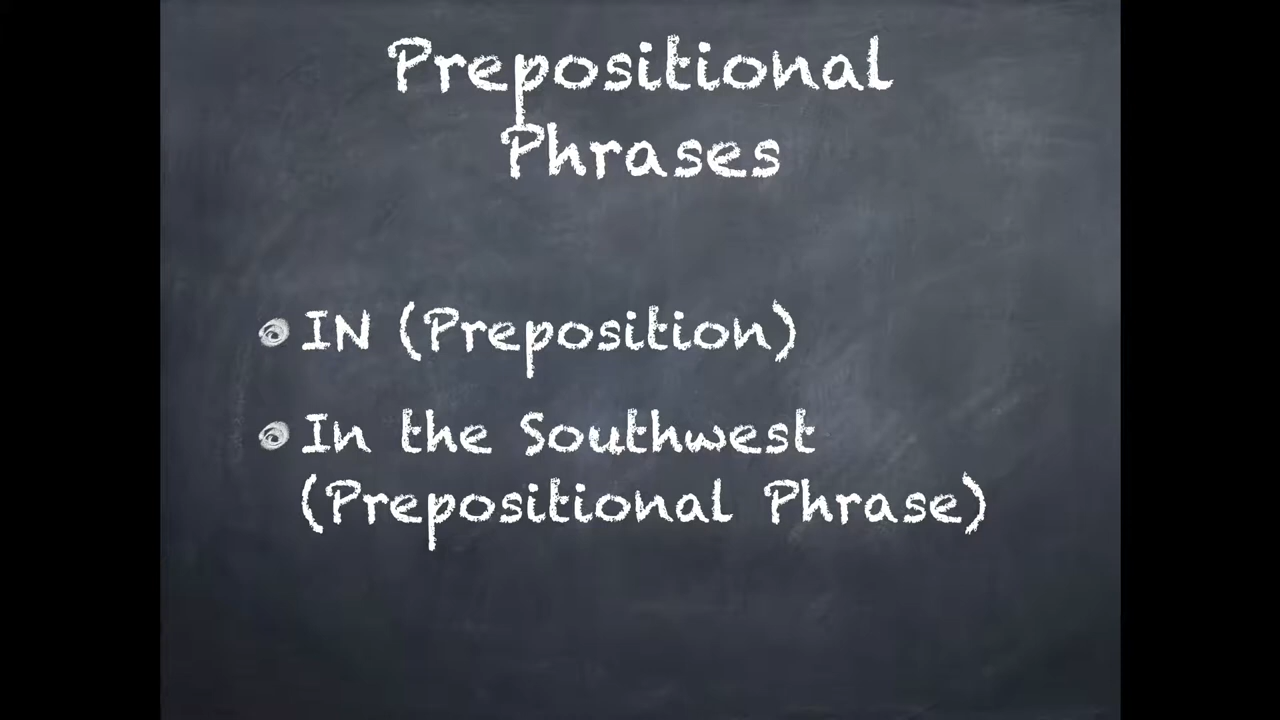 Prepositional
Phrases
IN (Preposition)
In the Southwest
(Prepositional Phrase)